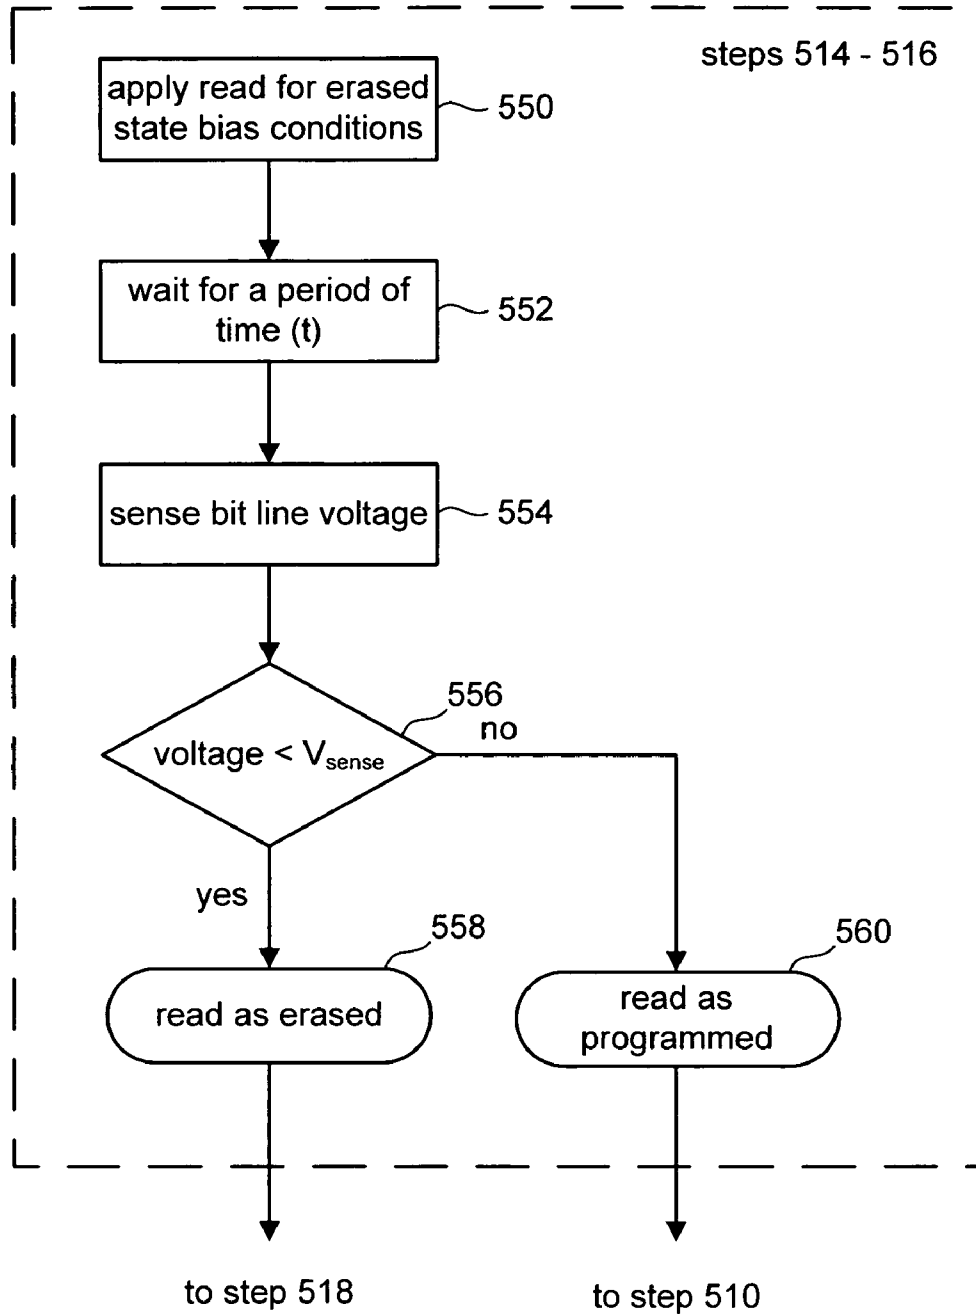 steps 514 - 516
apply read for erased
state bias conditions
550
wait for a period of
time (t)
552
sense bit line voltage
554
556
voltage < Vsense
no
yes
558
read as erased
560
read as
programmed
to step 518
to step 510